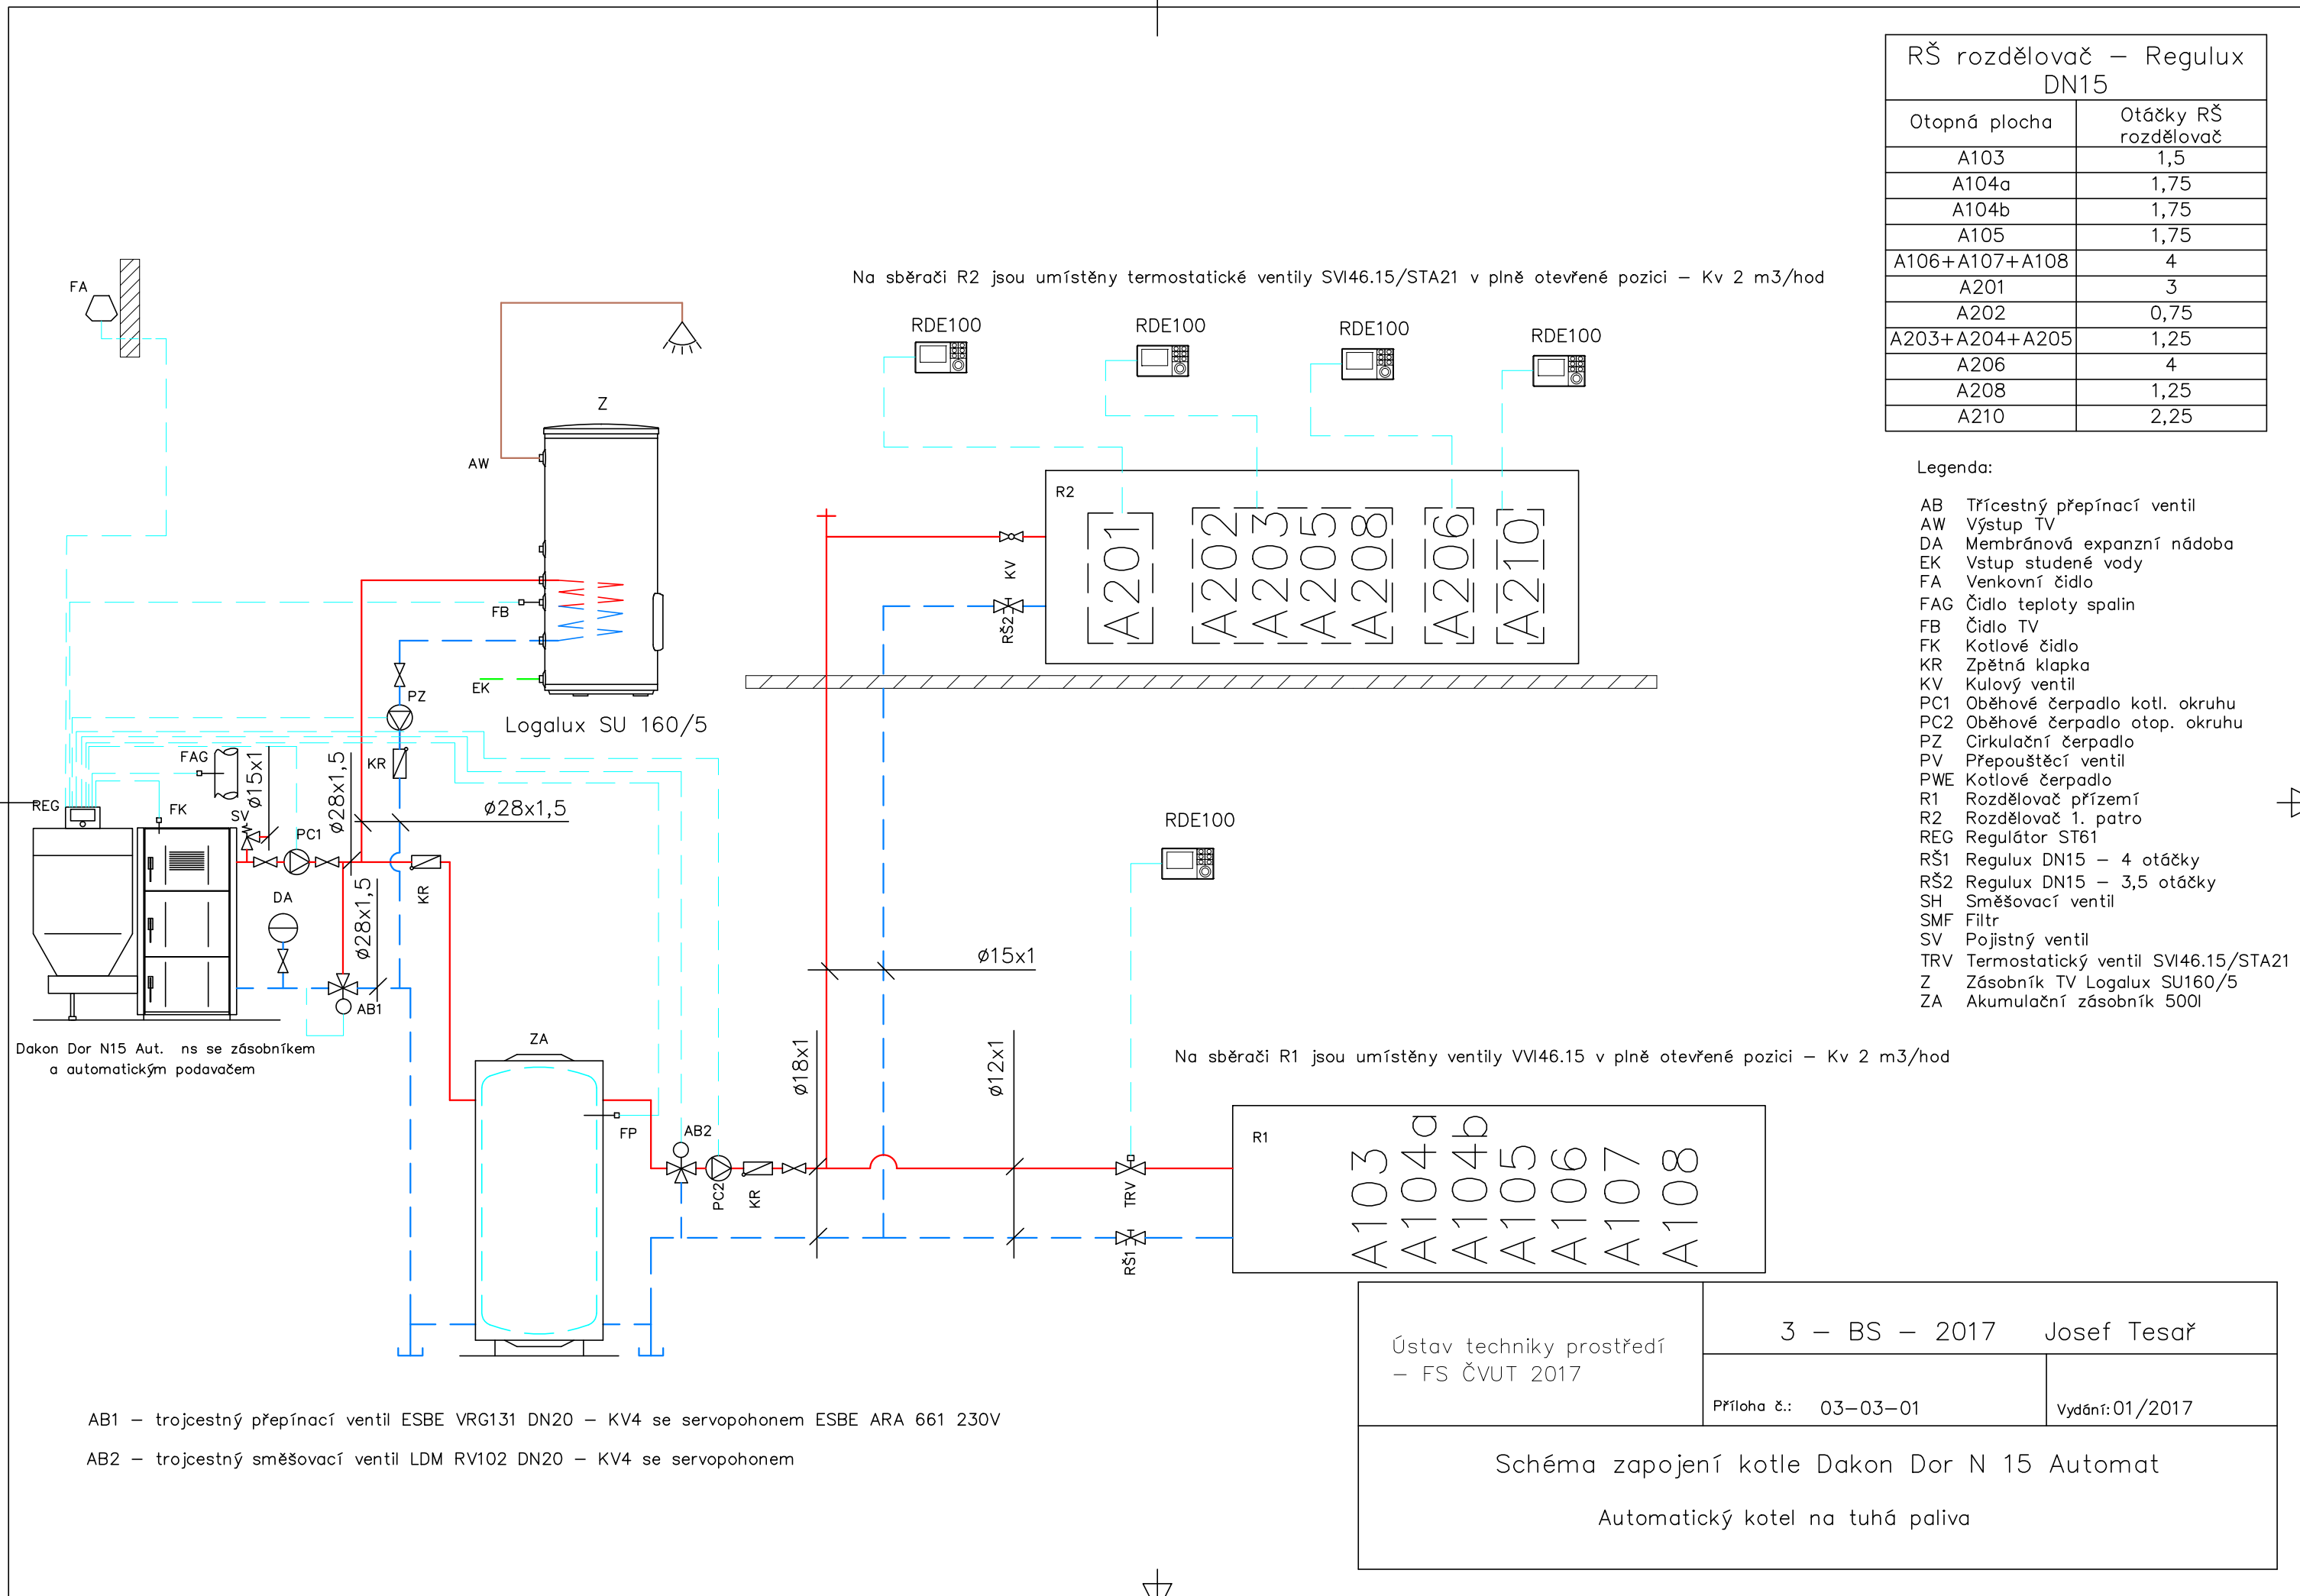 RŠ rozdělovač – Regulux
DN15
Otopná plocha
Otáčky RŠ
rozdělovač
A103 1,5
A104a 1,75
A104b 1,75
A105 1,75
A106+A107+A108 4
A201 3
A202 0,75
A203+A204+A205 1,25
A206 4
A208 1,25
A210 2,25
Legenda:
AB Třícestný přepínací ventil
AW Výstup TV
DA Membránová expanzní nádoba
EK Vstup studené vody
FA Venkovní čidlo
FAG Čidlo teploty spalin
FB Čidlo TV
FK Kotlové čidlo
KR Zpětná klapka
KV Kulový ventil
PC1 Oběhové čerpadlo kotl. okruhu
PC2 Oběhové čerpadlo otop. okruhu
PZ Cirkulační čerpadlo
PV Přepouštěcí ventil
PWE Kotlové čerpadlo
R1 Rozdělovač přízemí
R2 Rozdělovač 1. patro
REG Regulátor ST61
RŠ1 Regulux DN15 – 4 otáčky
RŠ2 Regulux DN15 – 3,5 otáčky
SH Směšovací ventil
SMF Filtr
SV Pojistný ventil
TRV Termostatický ventil SVI46.15/STA21
Z Zásobník TV Logalux SU160/5
ZA Akumulační zásobník 500l
Na sběrači R2 jsou umístěny termostatické ventily SVI46.15/STA21 v plně otevřené pozici – Kv 2 m3/hod
RDE100
RDE100
RDE100
RDE100
FA
Z
AW
FB
EK
PZ
Logalux SU 160/5
R2
A201
A202
A203
A205
A208
A206
A210
KV
RŠ2
FAG
ø15x1
ø28x1,5
KR
ø28x1,5
REG
FK
SV
PC1
KR
DA
ø28x1,5
AB1
Dakon Dor N15 Aut. ns se zásobníkem
a automatickým podavačem
ZA
FP
AB2
PC2
KR
ø18x1
ø15x1
ø12x1
RDE100
TRV
RŠ1
Na sběrači R1 jsou umístěny ventily VVI46.15 v plně otevřené pozici – Kv 2 m3/hod
R1
A103
A104a
A104b
A105
A106
A107
A108
AB1 – trojcestný přepínací ventil ESBE VRG131 DN20 – KV4 se servopohonem ESBE ARA 661 230V
AB2 – trojcestný směšovací ventil LDM RV102 DN20 – KV4 se servopohonem
Ústav techniky prostředí
– FS ČVUT 2017
3 – BS – 2017 Josef Tesař
Příloha č.: 03–03–01
Vydání: 01/2017
Schéma zapojení kotle Dakon Dor N 15 Automat
Automatický kotel na tuhá paliva